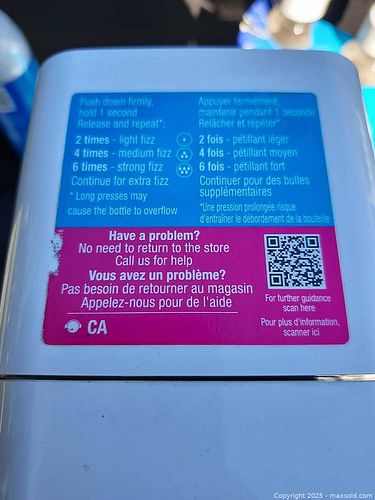 Push down firmly,
hold 1 second
Release and repeat*:
2 times - light fizz
4 times - medium fizz
6 times - strong fizz
Continue for extra fizz
* Long presses may
cause the bottle to overflow
Appuyer fermement,
maintenir pendant 1 seconde
Relâcher et répéter* :
2 fois - pétillant léger
4 fois - pétillant moyen
6 fois - pétillant fort
Continuer pour des bulles
supplémentaires
*Une pression prolongée risque
d'entraîner le débordement de la bouteille
Have a problem?
No need to return to the store
Call us for help
Vous avez un problème?
Pas besoin de retourner au magasin
Appelez-nous pour de l'aide
CA
For further guidance
scan here
Pour plus d'information,
scanner ici
Copyright 2025 - maxsold.com